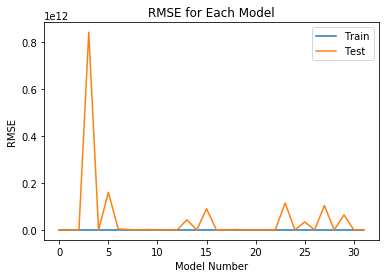 RMSE for Each Model
1e12
Train
Test
0.8
0.6
0.4
0.2
0.0
RMSE
0 5 10 15 20 25 30
Model Number